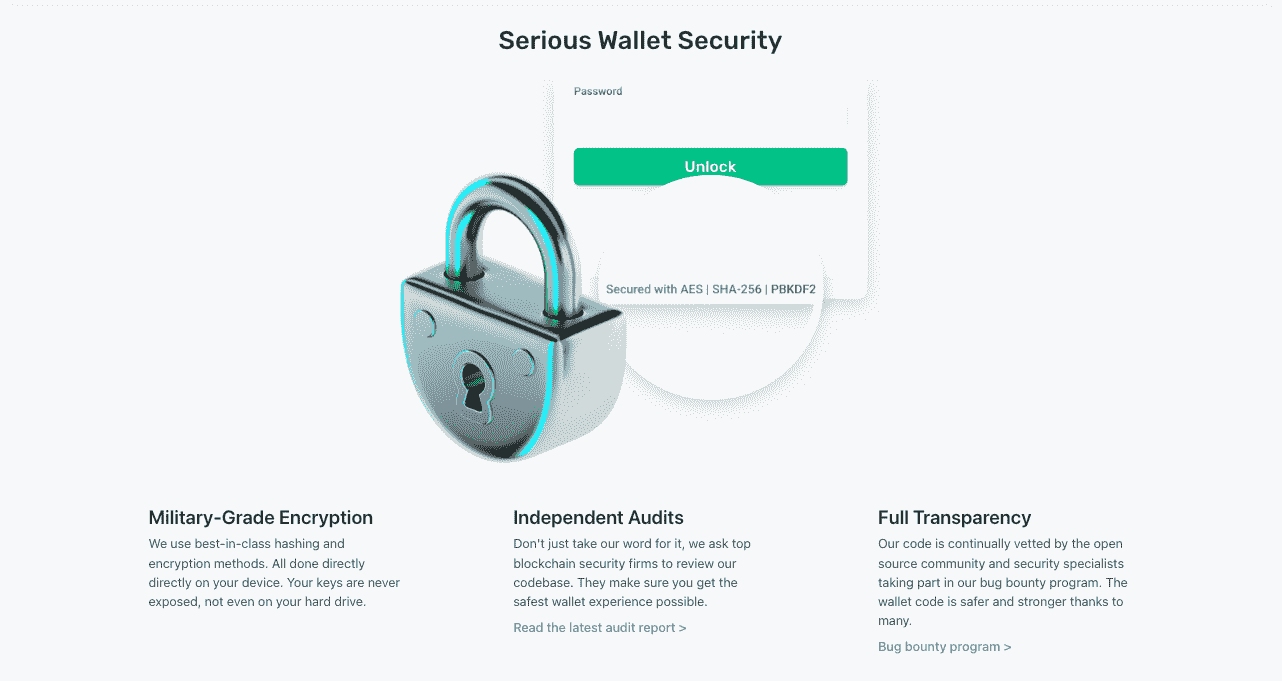 Serious Wallet Security
Password
Unlock
Secured with AES | SHA-256 | PBKDF2
Military-Grade Encryption
We use best-in-class hashing and
encryption methods. All done directly
directly on your device. Your keys are never
exposed, not even on your hard drive.
Independent Audits
Don't just take our word for it, we ask top
blockchain security firms to review our
codebase. They make sure you get the
safest wallet experience possible.
Read the latest audit report >
Full Transparency
Our code is continually vetted by the open
source community and security specialists
taking part in our bug bounty program. The
wallet code is safer and stronger thanks to
many.
Bug bounty program >